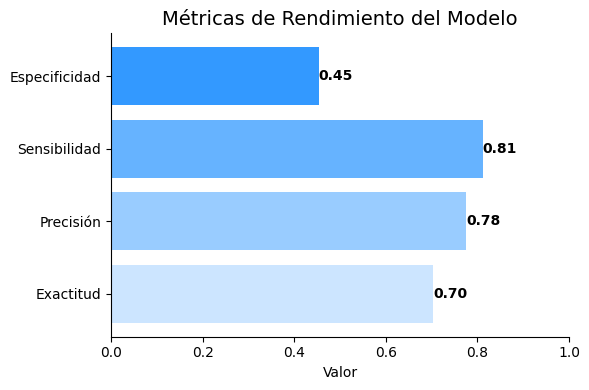 Métricas de Rendimiento del Modelo
Especificidad
0.45
Sensibilidad
0.81
Precisión
0.78
Exactitud
0.70
0.0 0.2 0.4 0.6 0.8 1.0
Valor